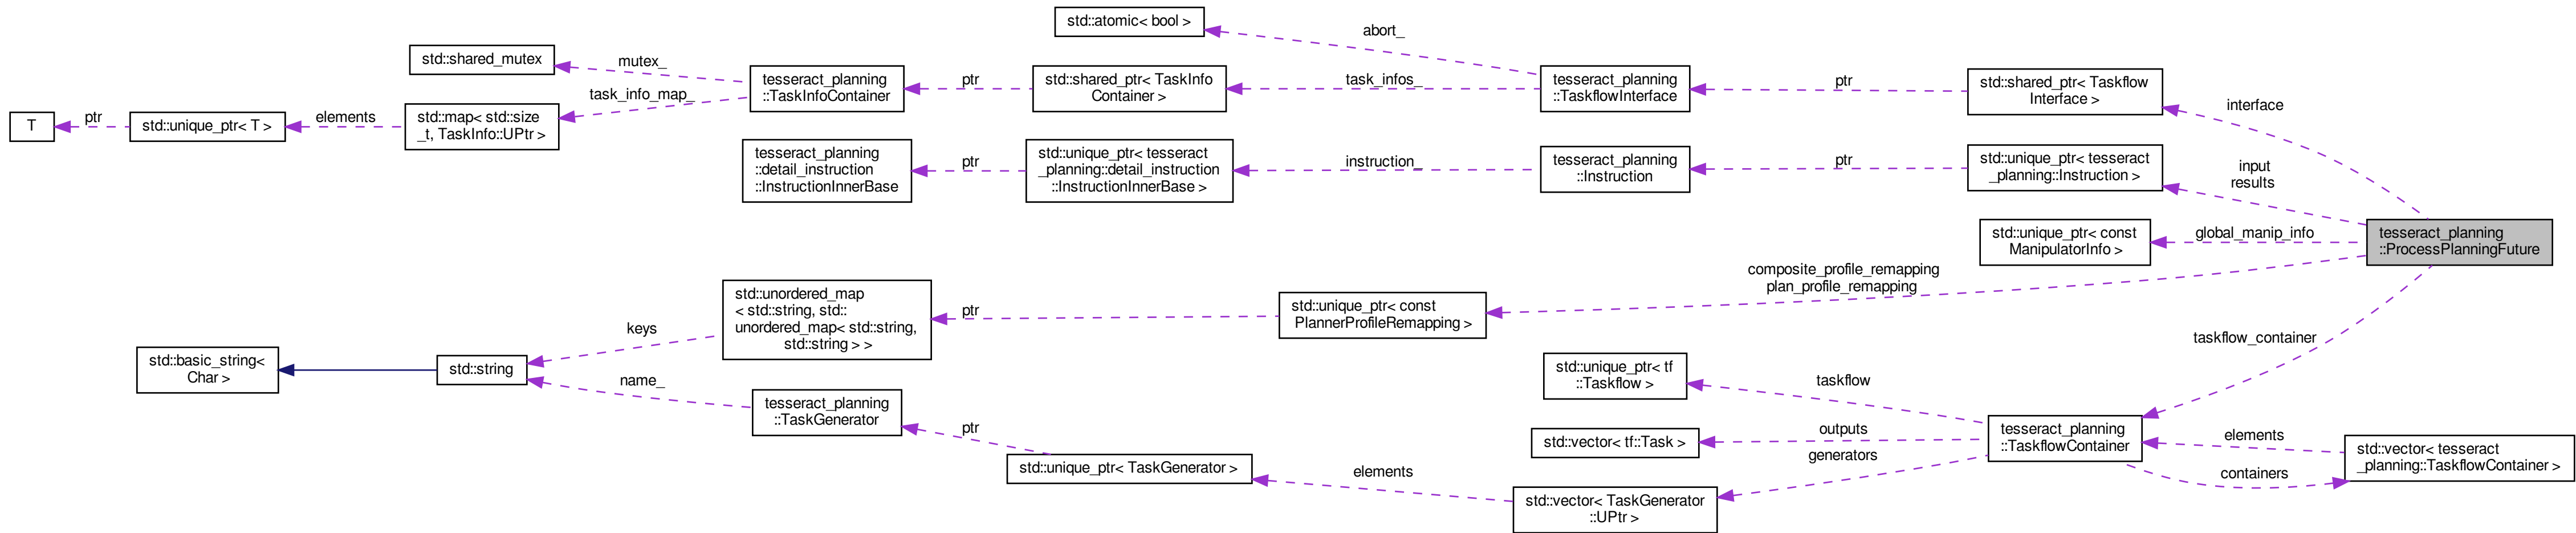 std::atomic< bool >
abort_
std::shared_mutex
mutex_
tesseract_planning
::TaskInfoContainer
ptr
std::shared_ptr< TaskInfo
Container >
task_infos_
tesseract_planning
::TaskflowInterface
ptr
std::shared_ptr< Taskflow
Interface >
interface
T
ptr
std::unique_ptr< T >
elements
std::map< std::size
_t, TaskInfo::UPtr >
task_info_map_
tesseract_planning
::detail_instruction
::InstructionInnerBase
ptr
std::unique_ptr< tesseract
_planning::detail_instruction
::InstructionInnerBase >
instruction_
tesseract_planning
::Instruction
ptr
std::unique_ptr< tesseract
_planning::Instruction >
input
results
std::unique_ptr< const
ManipulatorInfo >
global_manip_info
tesseract_planning
::ProcessPlanningFuture
std::unordered_map
< std::string, std::
unordered_map< std::string,
std::string > >
ptr
std::unique_ptr< const
PlannerProfileRemapping >
composite_profile_remapping
plan_profile_remapping
taskflow_container
std::basic_string<
Char >
std::string
keys
name_
tesseract_planning
::TaskGenerator
ptr
std::unique_ptr< TaskGenerator >
elements
std::unique_ptr< tf
::Taskflow >
taskflow
std::vector< tf::Task >
outputs
generators
std::vector< TaskGenerator
::UPtr >
tesseract_planning
::TaskflowContainer
elements
containers
std::vector< tesseract
_planning::TaskflowContainer >